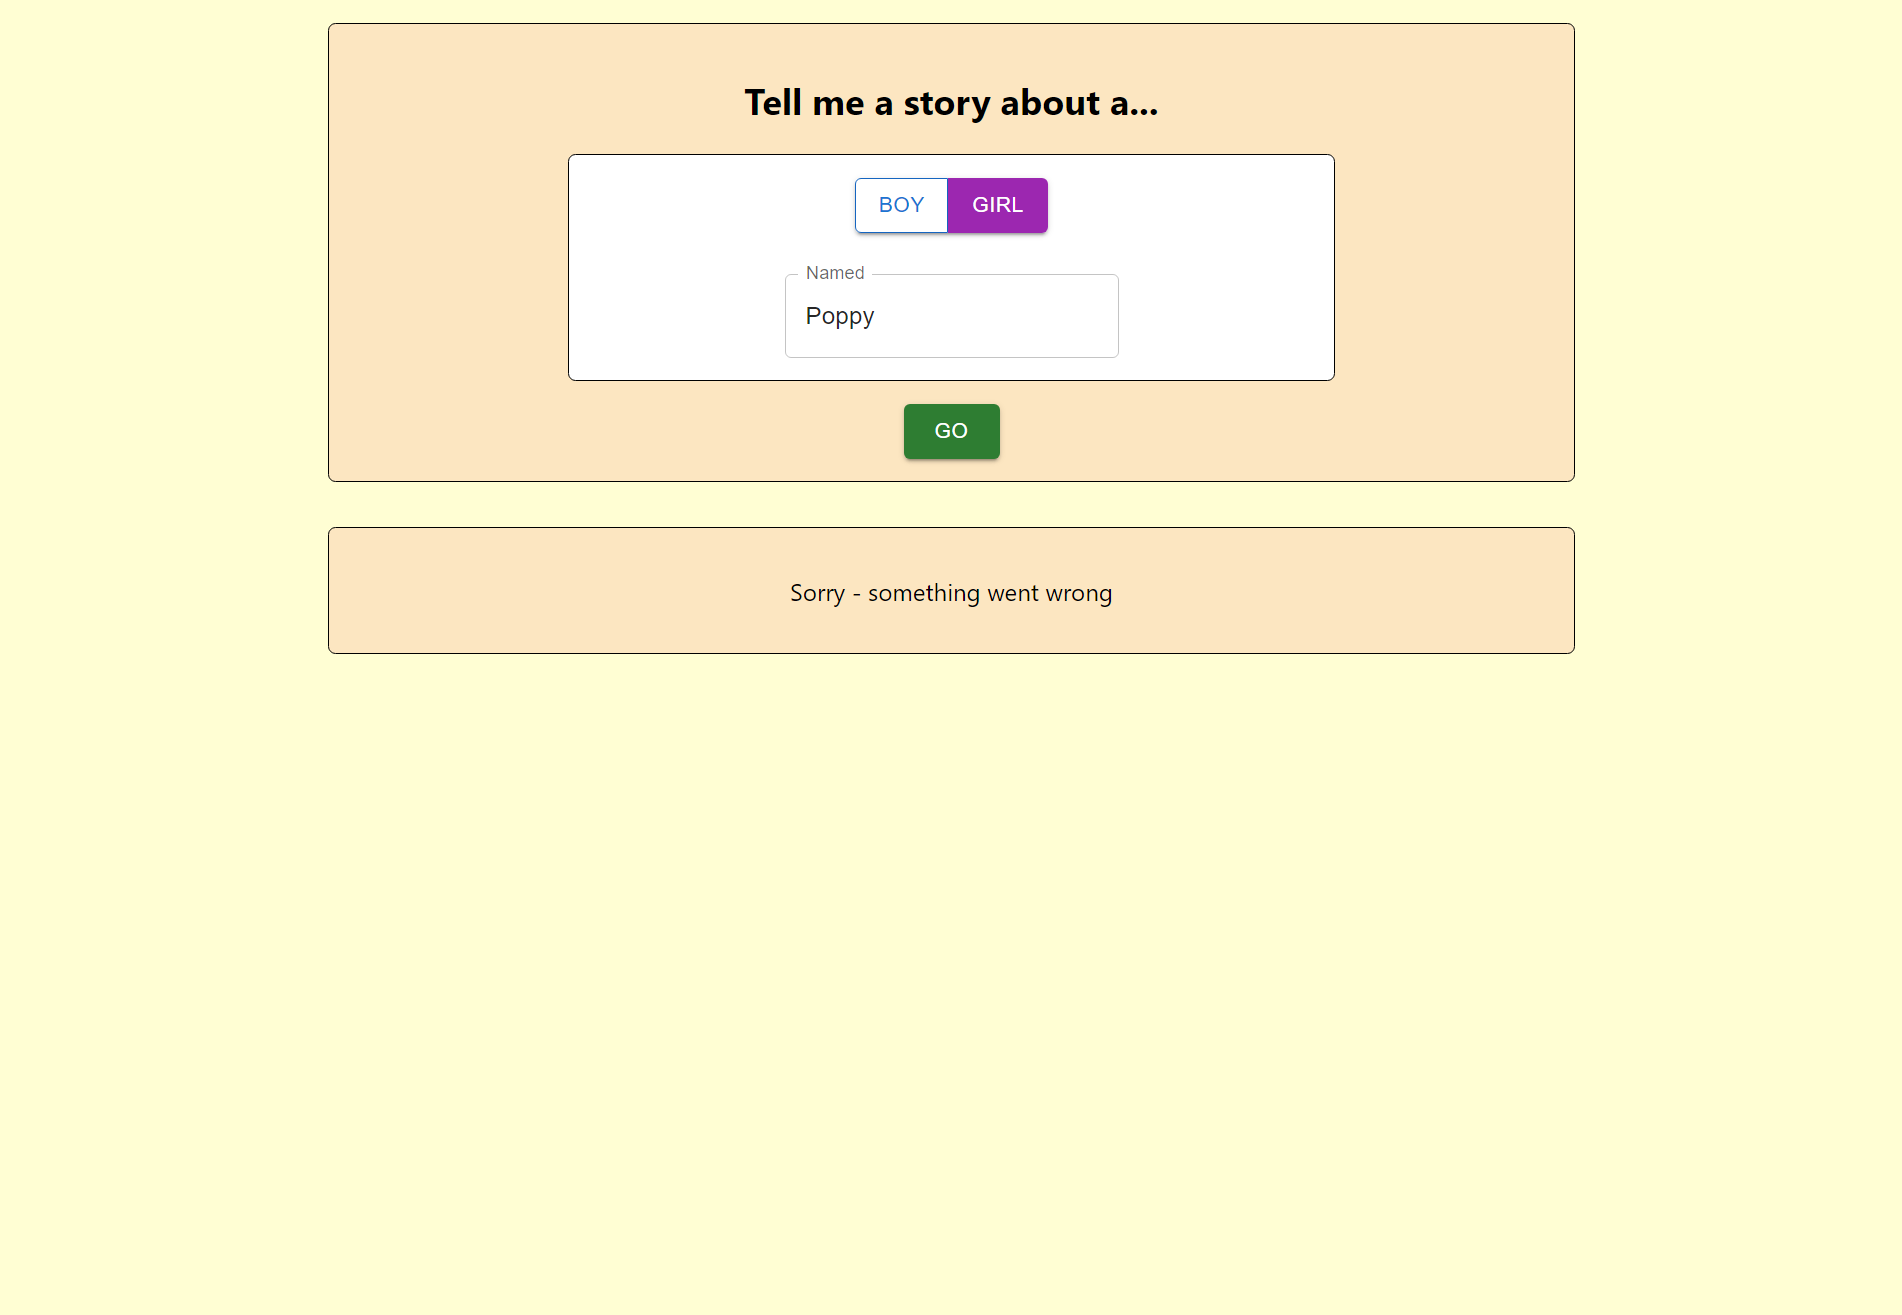 Tell me a story about a...
BOY GIRL
Named
Poppy
GO
Sorry - something went wrong